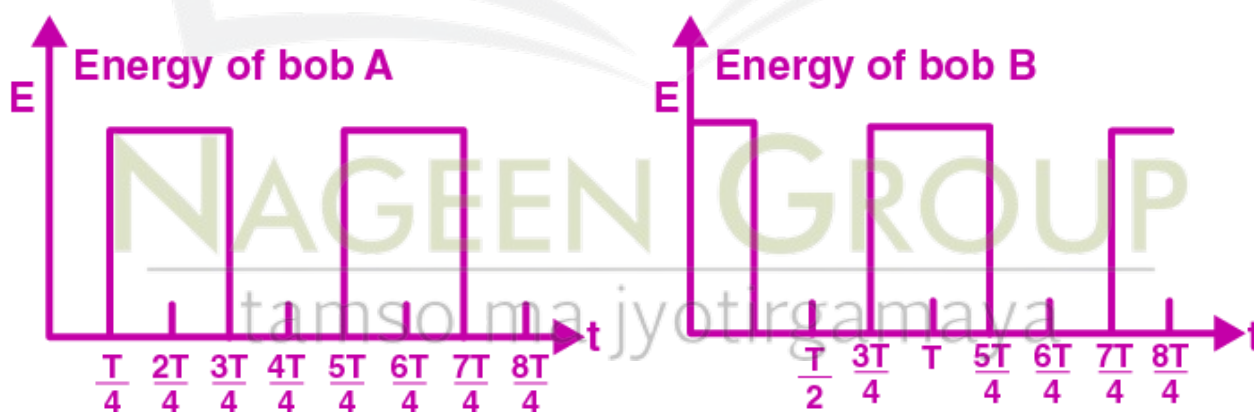 Energy of bob A
E
t
T/4 2T/4 3T/4 4T/4 5T/4 6T/4 7T/4 8T/4
Energy of bob B
E
t
T/2 3T/4 T 5T/4 6T/4 7T/4 8T/4
NAGEEN GROUP
tamso ma jyotirgamaya